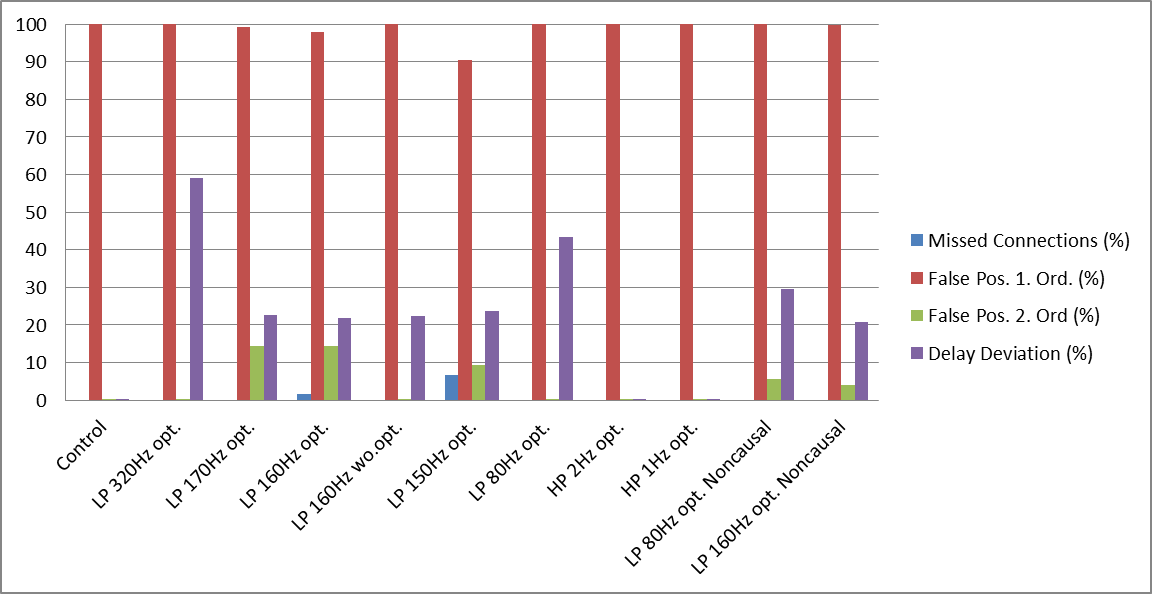 100
90
80
70
60
50
40
30
20
10
0
Control
LP 320Hz opt.
LP 170Hz opt.
LP 160Hz opt.
LP 160Hz wo.opt.
LP 150Hz opt.
LP 80Hz opt.
HP 2Hz opt.
HP 1Hz opt.
LP 80Hz opt. Noncausal
LP 160Hz opt. Noncausal
Missed Connections (%)
False Pos. 1. Ord. (%)
False Pos. 2. Ord (%)
Delay Deviation (%)